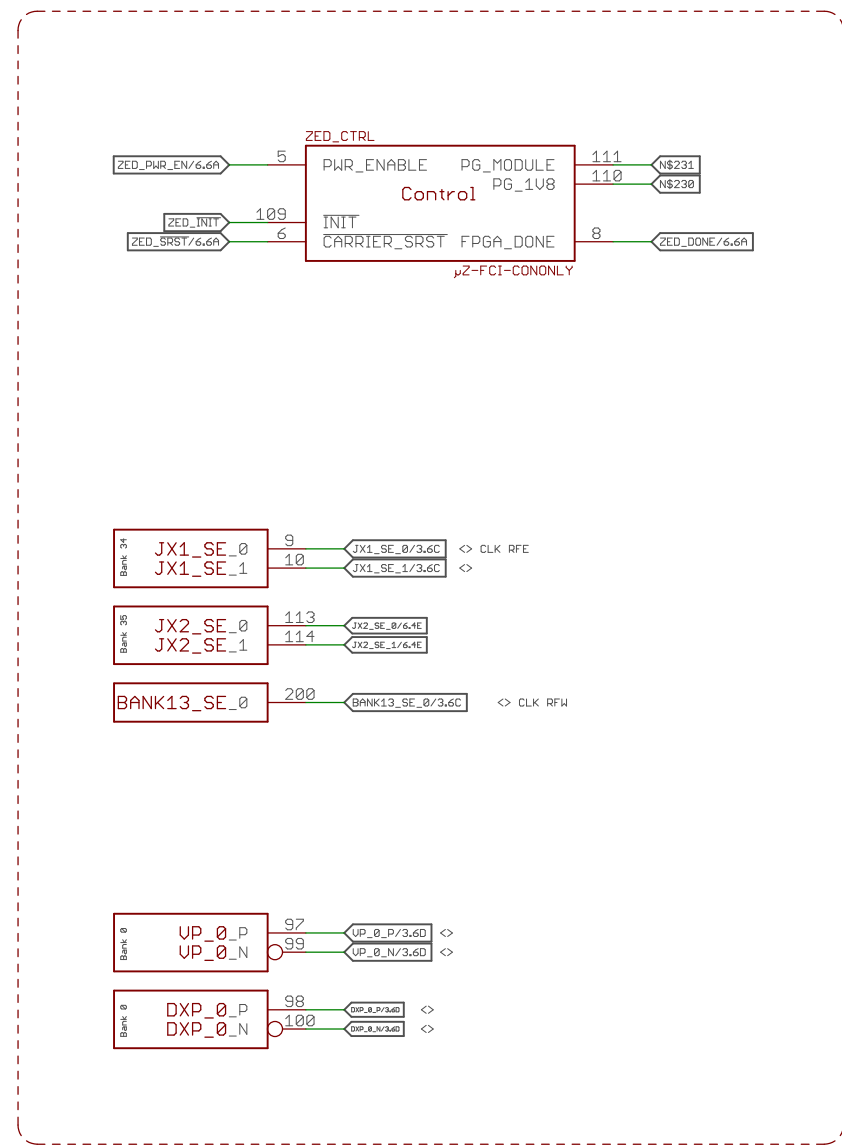 ZED_CTRL
ZED_PWR_EN/6.6A 5 PWR_ENABLE PG_MODULE 111 N$231
Control PG_1V8 110 N$230
ZED_INIT 109 INIT
ZED_SRST/6.6A 6 CARRIER_SRST FPGA_DONE 8 ZED_DONE/6.6A
µZ-FCI-CONONLY
Bank 34
JX1_SE_0 9 JX1_SE_0/3.6C <> CLK RFE
JX1_SE_1 10 JX1_SE_1/3.6C <>
Bank 35
JX2_SE_0 113 JX2_SE_0/6.4E
JX2_SE_1 114 JX2_SE_1/6.4E
BANK13_SE_0 200 BANK13_SE_0/3.6C <> CLK RFW
Bank 0
VP_0_P 97 VP_0_P/3.6D <>
VP_0_N 99 VP_0_N/3.6D <>
Bank 0
DXP_0_P 98 DXP_0_P/3.6D <>
DXP_0_N 100 DXP_0_N/3.6D <>